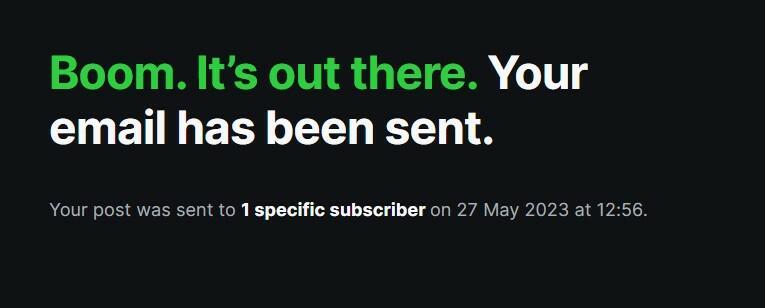 Boom. It’s out there. Your
email has been sent.
Your post was sent to 1 specific subscriber on 27 May 2023 at 12:56.